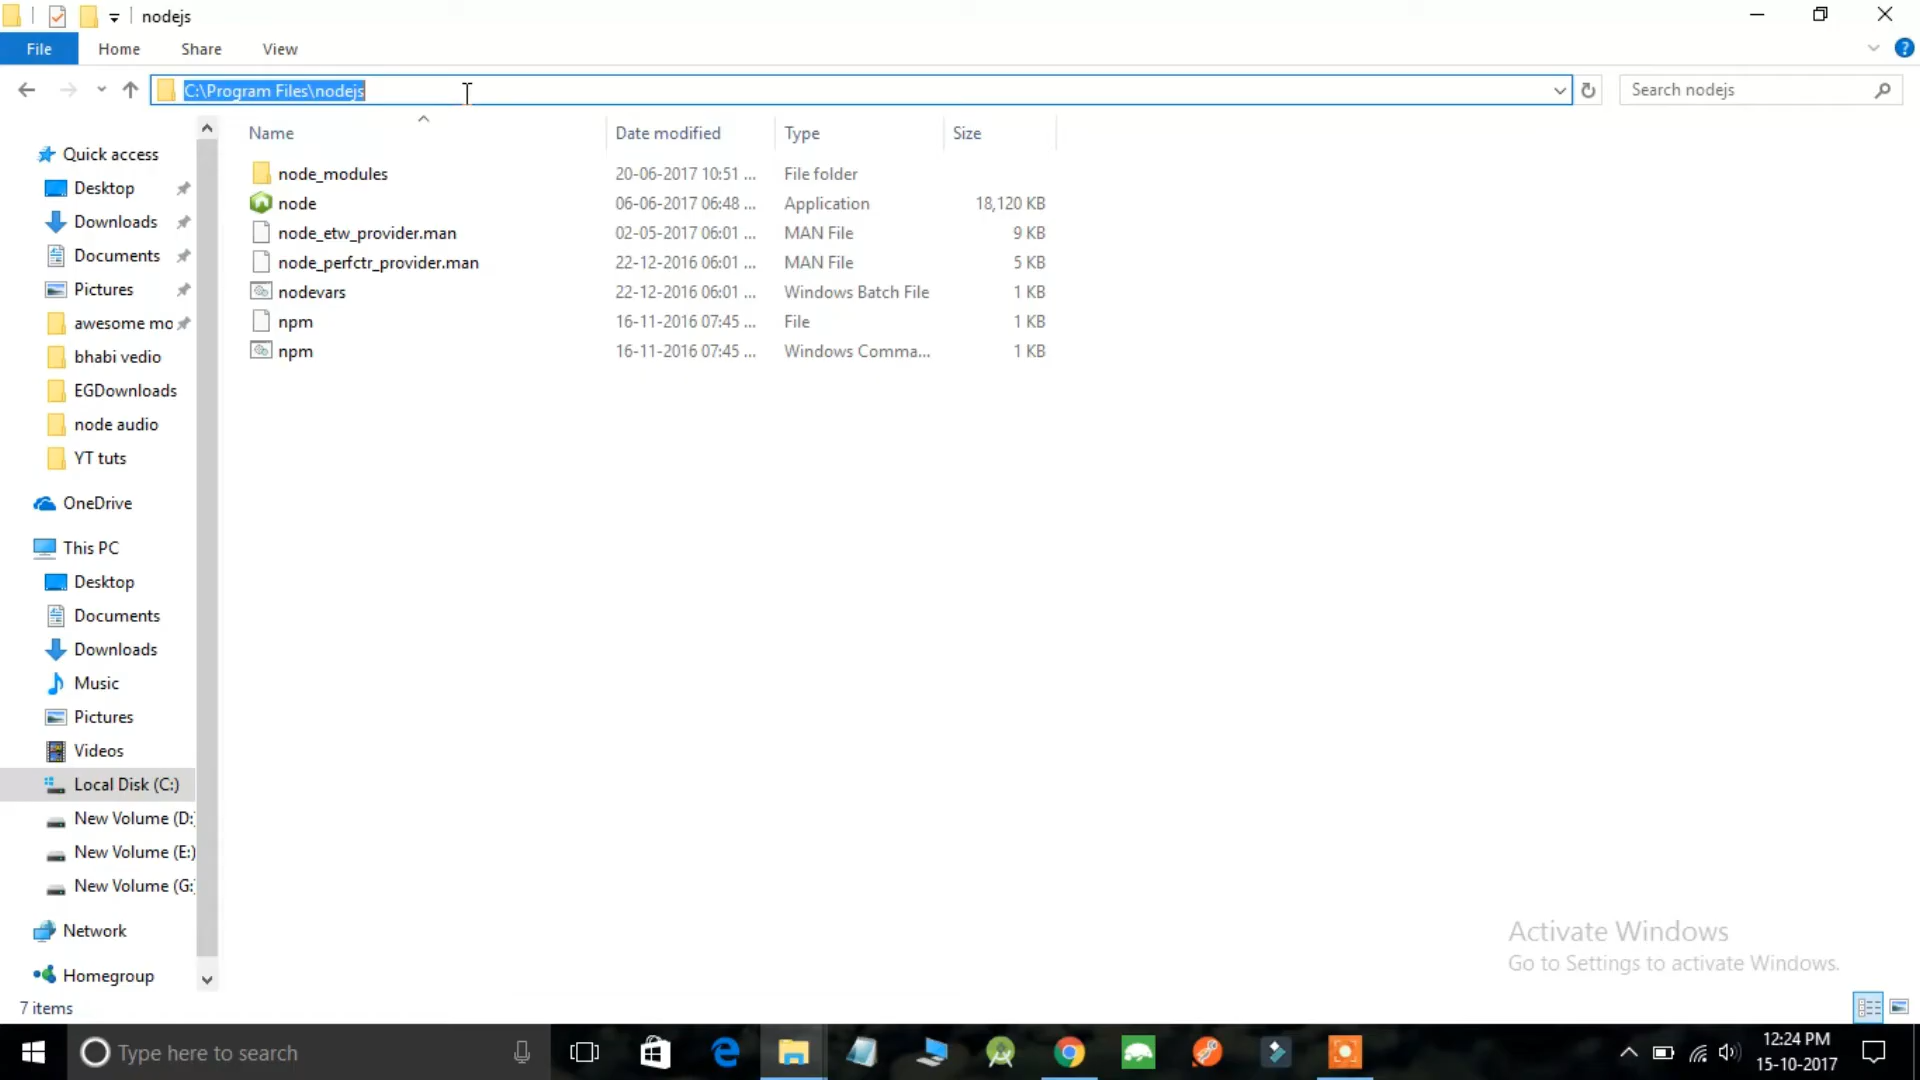 nodejs
File Home Share View
C:\Program Files\nodejs
Search nodejs
Name Date modified Type Size
node_modules 20-06-2017 10:51 ... File folder
node 06-06-2017 06:48 ... Application 18,120 KB
node_etw_provider.man 02-05-2017 06:01 ... MAN File 9 KB
node_perfctr_provider.man 22-12-2016 06:01 ... MAN File 5 KB
nodevars 22-12-2016 06:01 ... Windows Batch File 1 KB
npm 16-11-2016 07:45 ... File 1 KB
npm 16-11-2016 07:45 ... Windows Comma... 1 KB
Quick access
Desktop
Downloads
Documents
Pictures
awesome mo
bhabi vedio
EGDownloads
node audio
YT tuts
OneDrive
This PC
Desktop
Documents
Downloads
Music
Pictures
Videos
Local Disk (C:)
New Volume (D:
New Volume (E:)
New Volume (G:
Network
Homegroup
7 items
Activate Windows
Go to Settings to activate Windows.
Type here to search
12:24 PM
15-10-2017